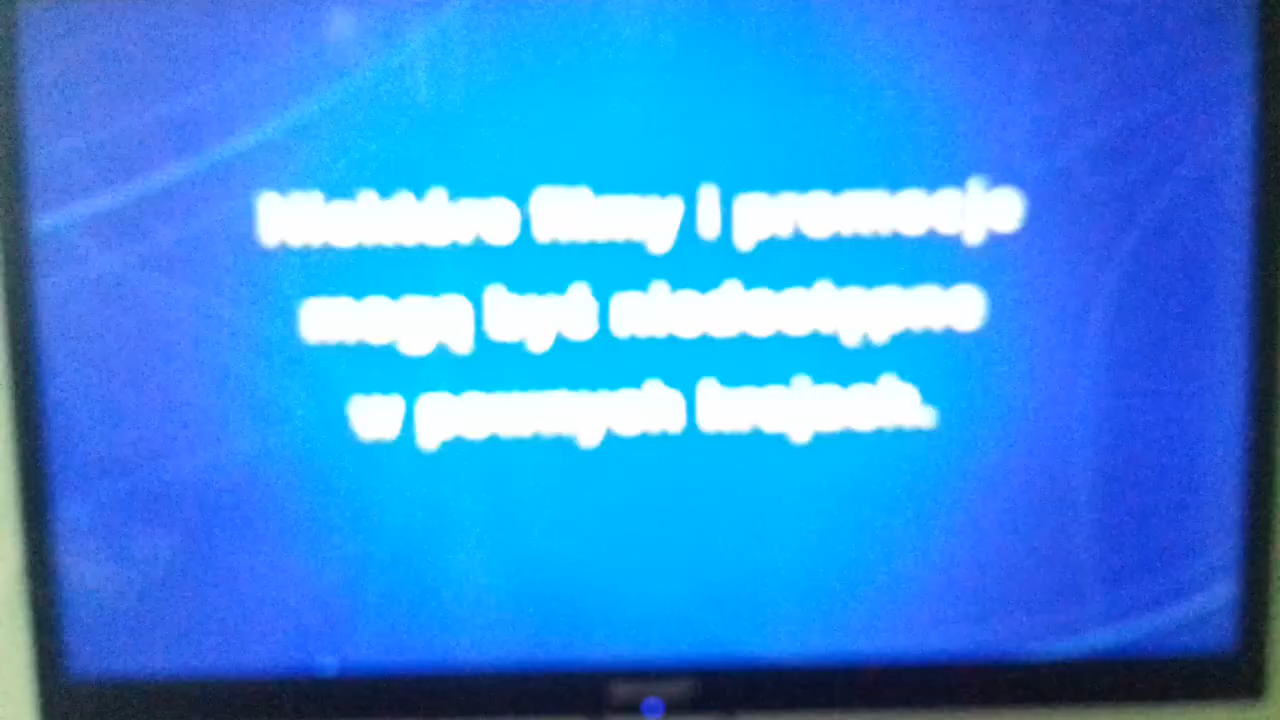 Niektóre filmy i promocje
mogą być niedostępne
w pewnych krajach.